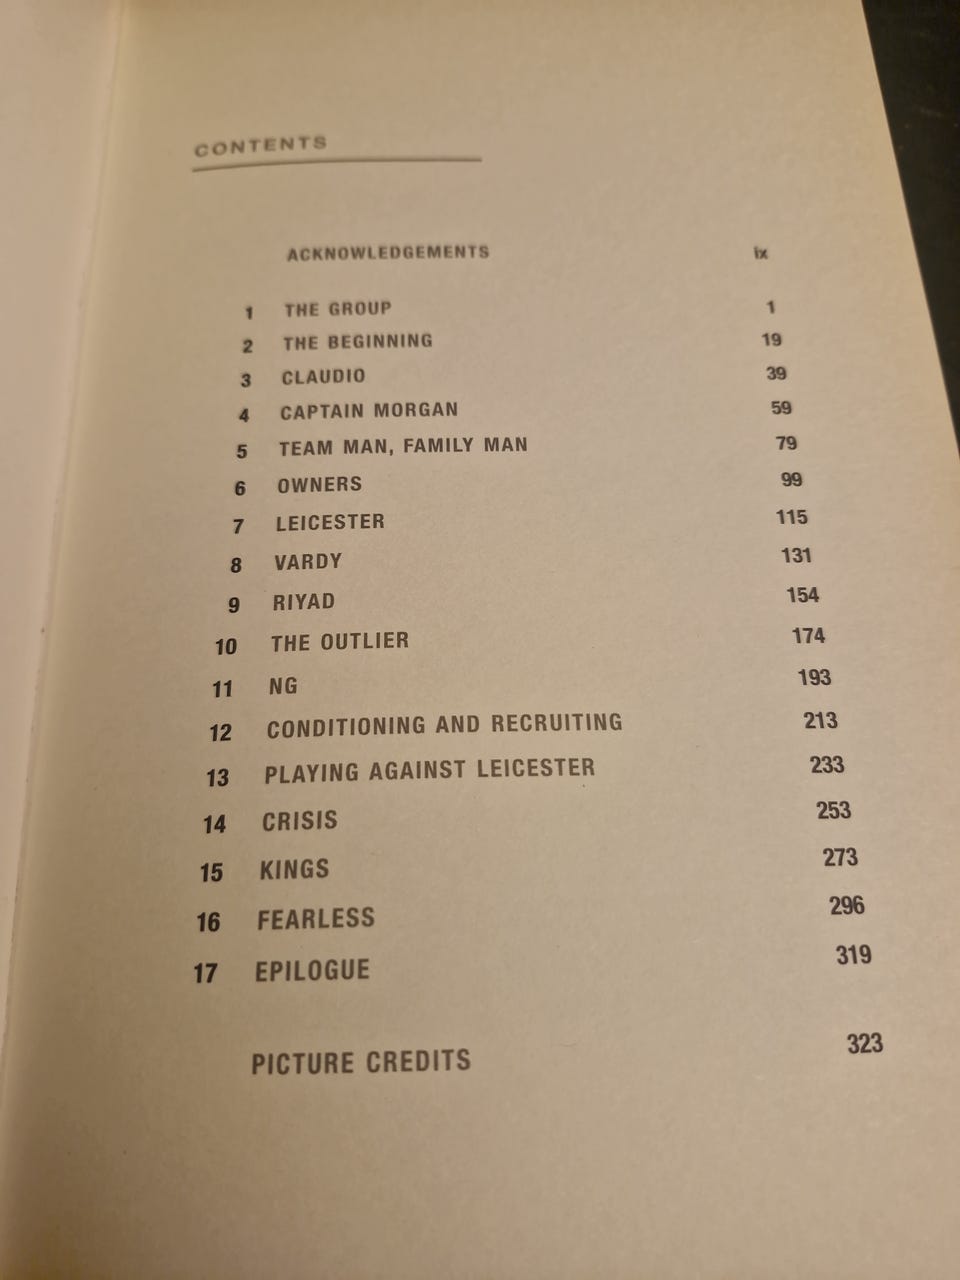 CONTENTS
ACKNOWLEDGEMENTS ix
1 THE GROUP 1
2 THE BEGINNING 19
3 CLAUDIO 39
4 CAPTAIN MORGAN 59
5 TEAM MAN, FAMILY MAN 79
6 OWNERS 99
7 LEICESTER 115
8 VARDY 131
9 RIYAD 154
10 THE OUTLIER 174
11 NG 193
12 CONDITIONING AND RECRUITING 213
13 PLAYING AGAINST LEICESTER 233
14 CRISIS 253
15 KINGS 273
16 FEARLESS 296
17 EPILOGUE 319
PICTURE CREDITS 323